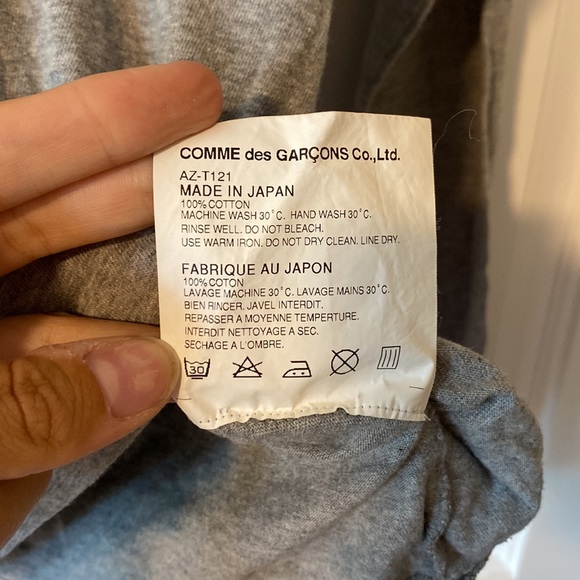 COMME des GARÇONS Co.,Ltd.
AZ-T121
MADE IN JAPAN
100% COTTON
MACHINE WASH 30°C. HAND WASH 30°C.
RINSE WELL. DO NOT BLEACH.
USE WARM IRON. DO NOT DRY CLEAN. LINE DRY.
FABRIQUE AU JAPON
100% COTON
LAVAGE MACHINE 30°C. LAVAGE MAINS 30°C.
BIEN RINCER. JAVEL INTERDIT.
REPASSER A MOYENNE TEMPERTURE.
INTERDIT NETTOYAGE A SEC.
SECHAGE A L'OMBRE.
30